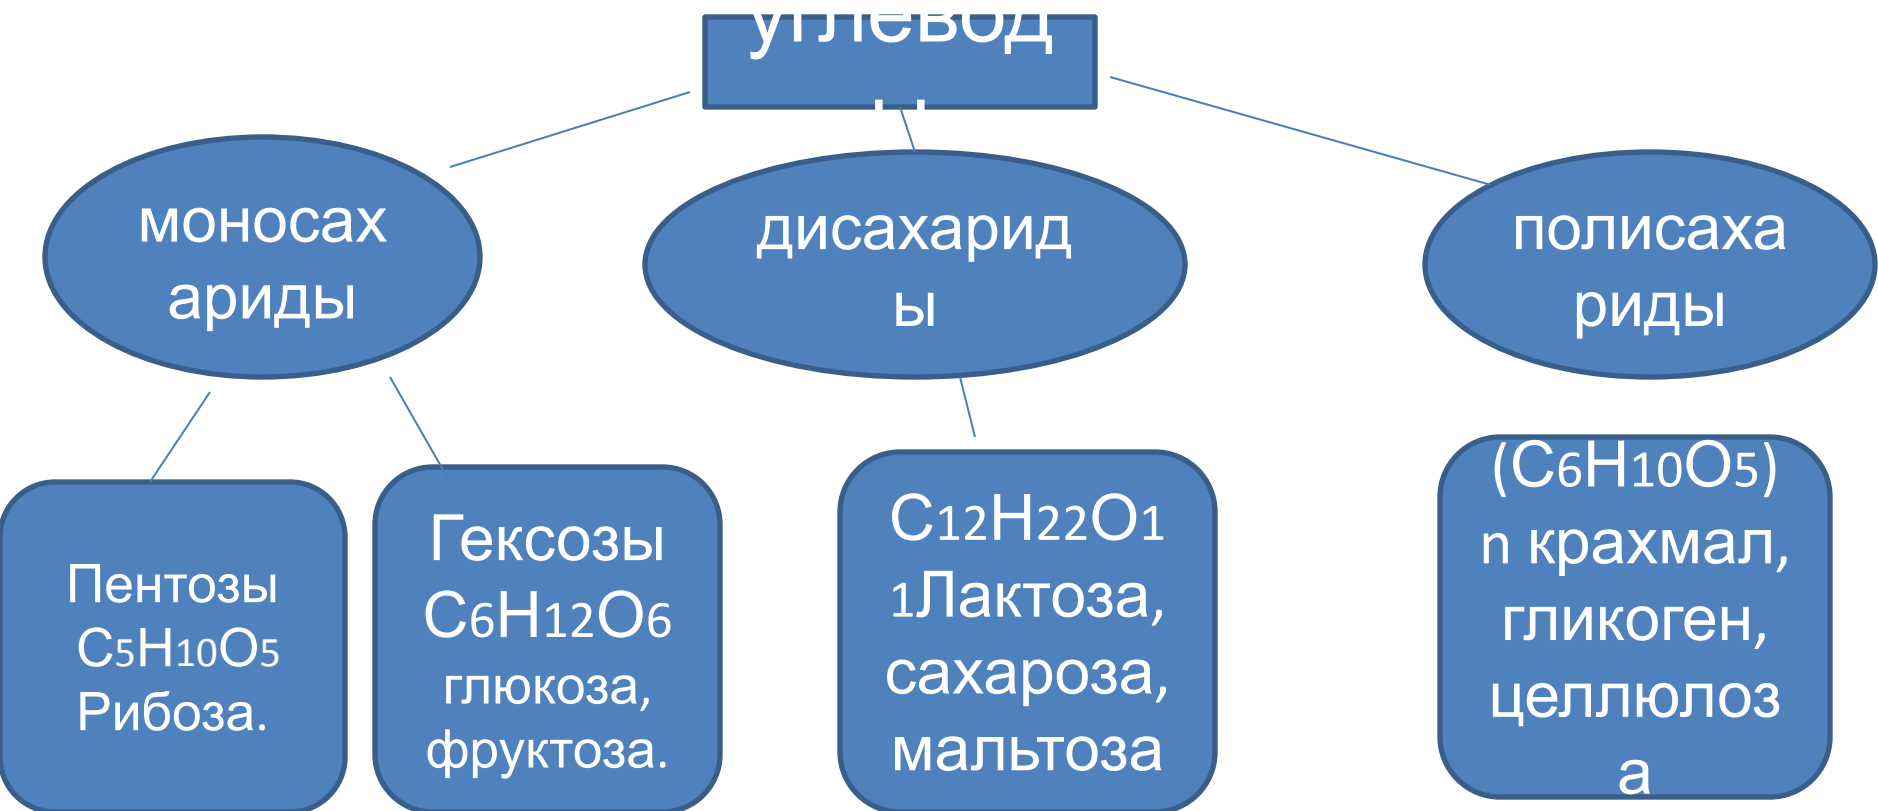 углевод
ы
моносах
ариды
дисахарид
ы
полисаха
риды
Пентозы
C5H10O5
Рибоза.
Гексозы
C6H12O6
глюкоза,
фруктоза.
C12H22O1
1Лактоза,
сахароза,
мальтоза
(C6H10O5)
n крахмал,
гликоген,
целлюлоз
а